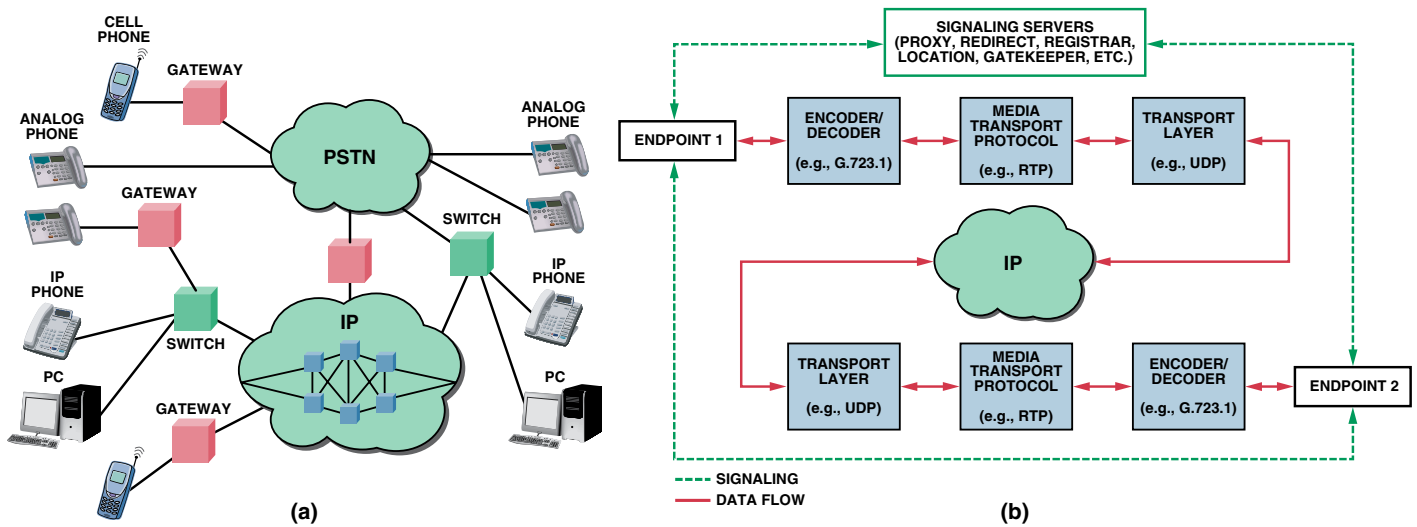 CELL
PHONE
GATEWAY
ANALOG
PHONE
ANALOG
PHONE
PSTN
GATEWAY
SWITCH
IP
PHONE
IP
PHONE
IP
SWITCH
PC
PC
GATEWAY
(a)
SIGNALING SERVERS
(PROXY, REDIRECT, REGISTRAR,
LOCATION, GATEKEEPER, ETC.)
ENDPOINT 1
ENCODER/
DECODER
(e.g., G.723.1)
MEDIA
TRANSPORT
PROTOCOL
(e.g., RTP)
TRANSPORT
LAYER
(e.g., UDP)
IP
TRANSPORT
LAYER
(e.g., UDP)
MEDIA
TRANSPORT
PROTOCOL
(e.g., RTP)
ENCODER/
DECODER
(e.g., G.723.1)
ENDPOINT 2
SIGNALING
DATA FLOW
(b)